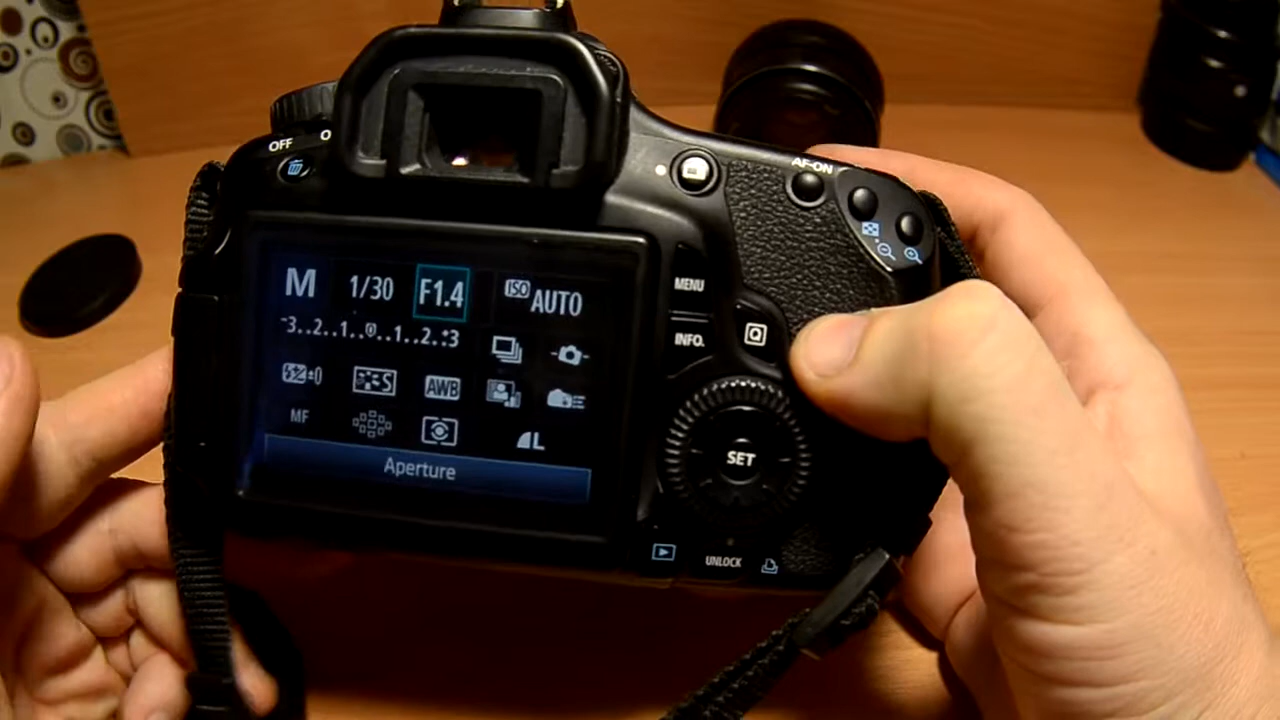 OFF O
AF-ON
M 1/30 F1.4 ISO AUTO
-3..2..1..0..1..2..+3
±0 S AWB
MF L
Aperture
MENU
INFO.
Q
SET
UNLOCK